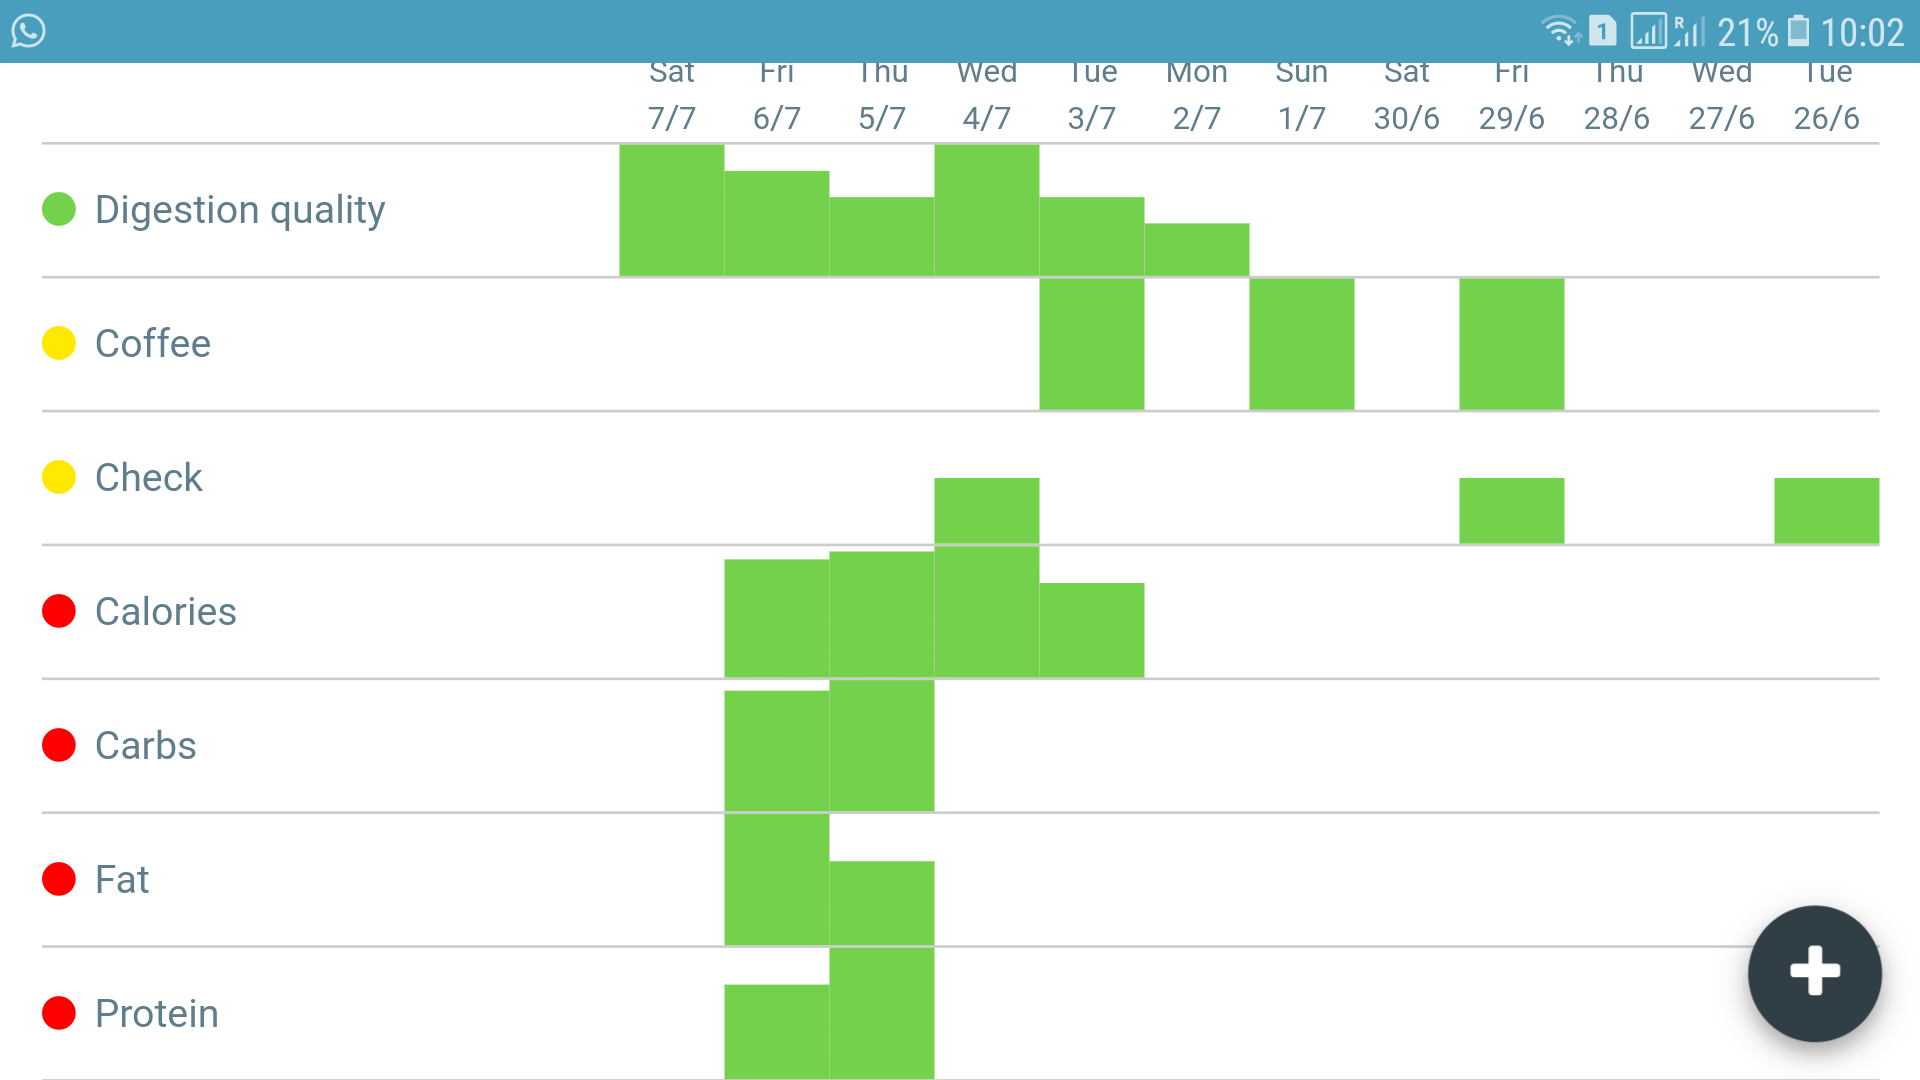 1 R 21% 10:02
Sat Fri Thu Wed Tue Mon Sun Sat Fri Thu Wed Tue
7/7 6/7 5/7 4/7 3/7 2/7 1/7 30/6 29/6 28/6 27/6 26/6
Digestion quality
Coffee
Check
Calories
Carbs
Fat
Protein